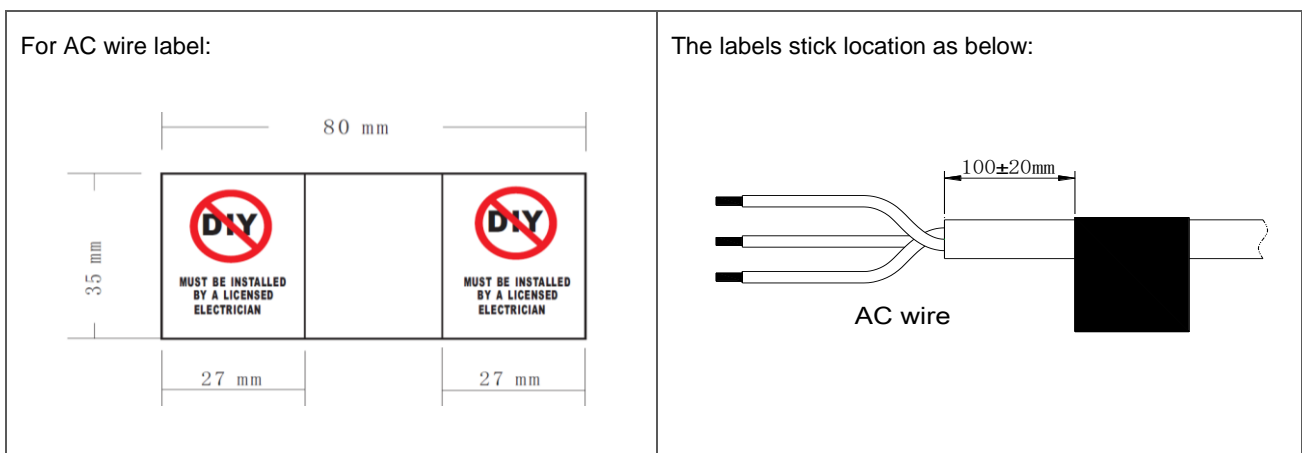 For AC wire label:
80 mm
35 mm
DIY
MUST BE INSTALLED
BY A LICENSED
ELECTRICIAN
DIY
MUST BE INSTALLED
BY A LICENSED
ELECTRICIAN
27 mm
27 mm
The labels stick location as below:
100±20mm
AC wire